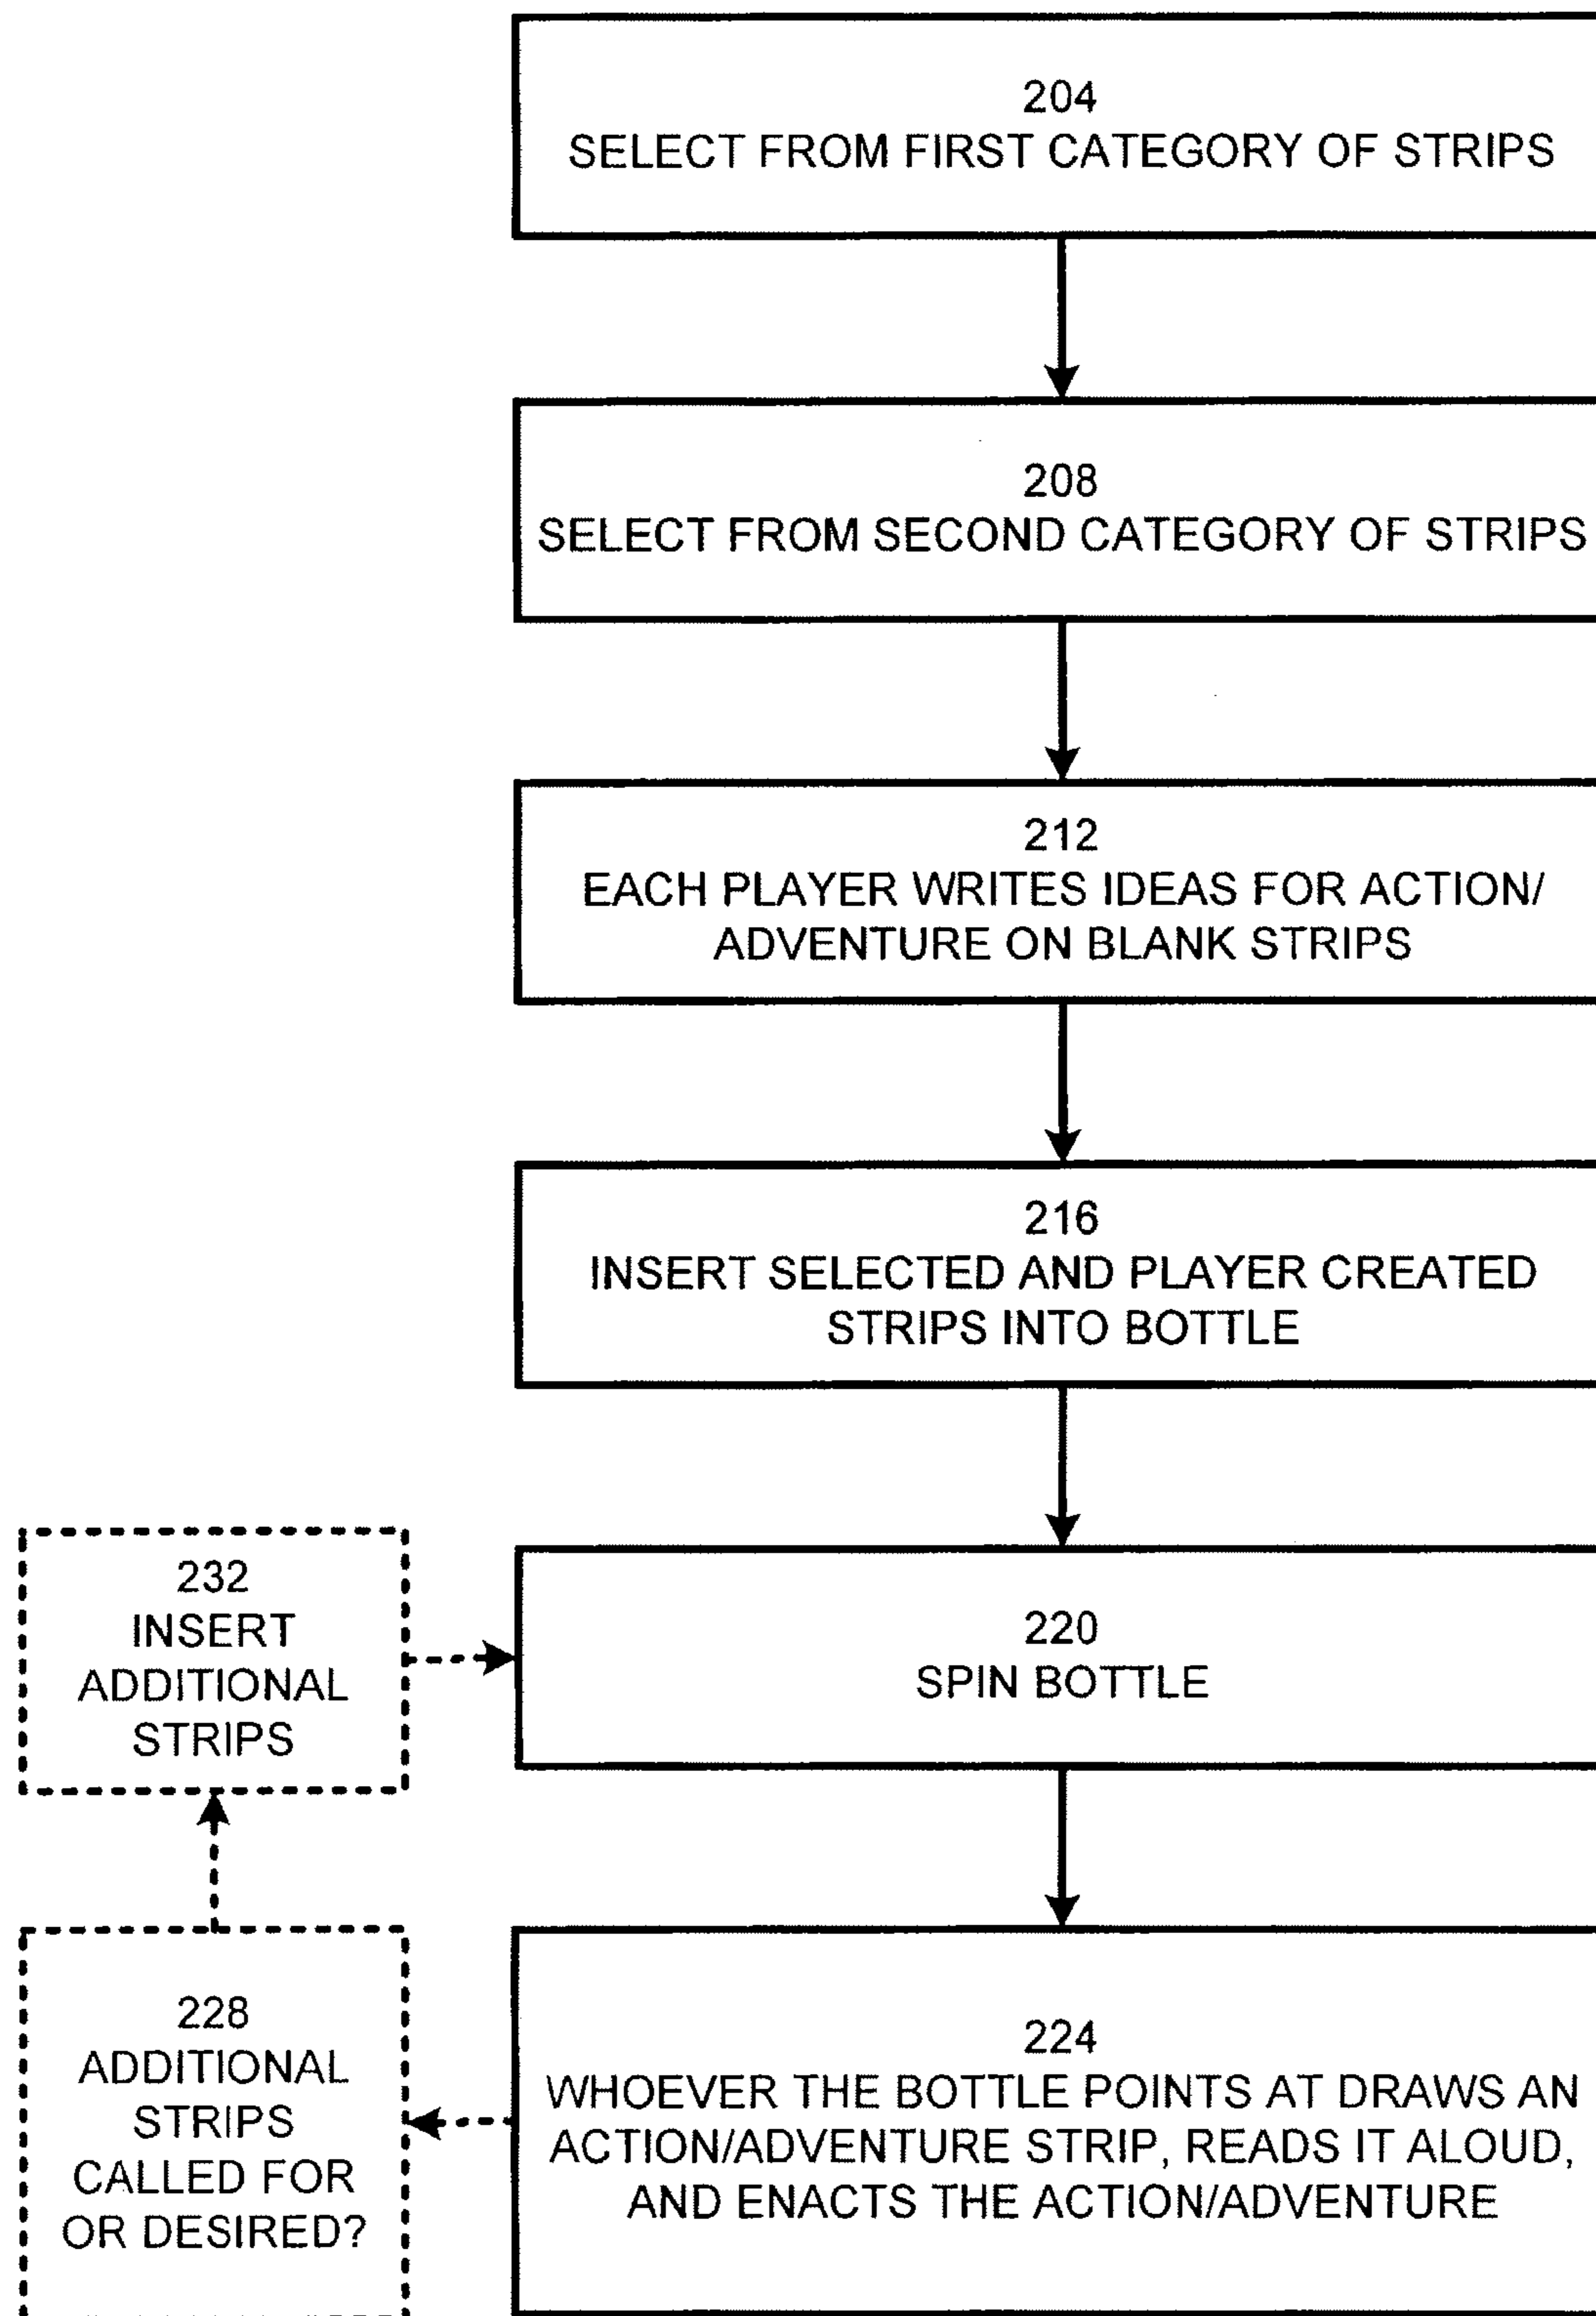 204
SELECT FROM FIRST CATEGORY OF STRIPS
208
SELECT FROM SECOND CATEGORY OF STRIPS
212
EACH PLAYER WRITES IDEAS FOR ACTION/
ADVENTURE ON BLANK STRIPS
216
INSERT SELECTED AND PLAYER CREATED
STRIPS INTO BOTTLE
232
INSERT
ADDITIONAL
STRIPS
220
SPIN BOTTLE
228
ADDITIONAL
STRIPS
CALLED FOR
OR DESIRED?
224
WHOEVER THE BOTTLE POINTS AT DRAWS AN
ACTION/ADVENTURE STRIP, READS IT ALOUD,
AND ENACTS THE ACTION/ADVENTURE